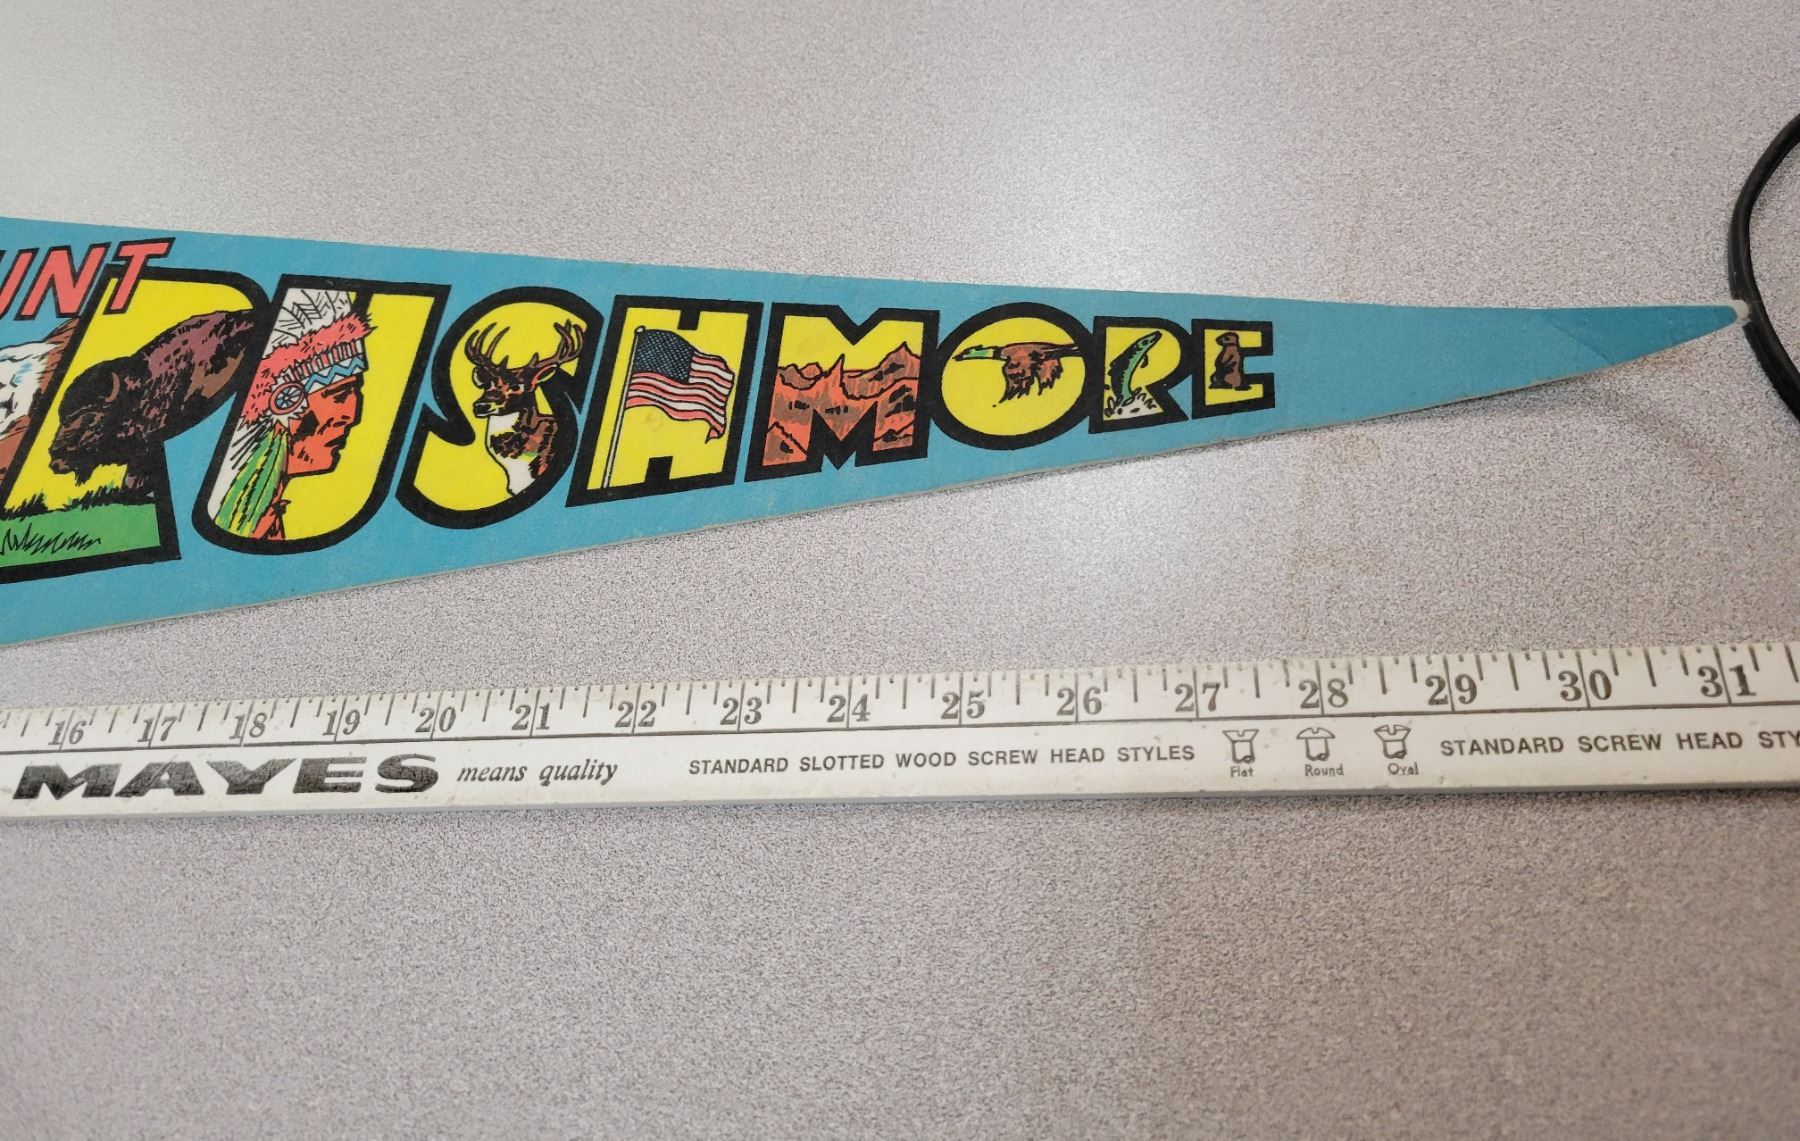 UNT
RUSHMORE
16 17 18 19 20 21 22 23 24 25 26 27 28 29 30 31
MAYES means quality STANDARD SLOTTED WOOD SCREW HEAD STYLES STANDARD SCREW HEAD STY
Flat Round Oval